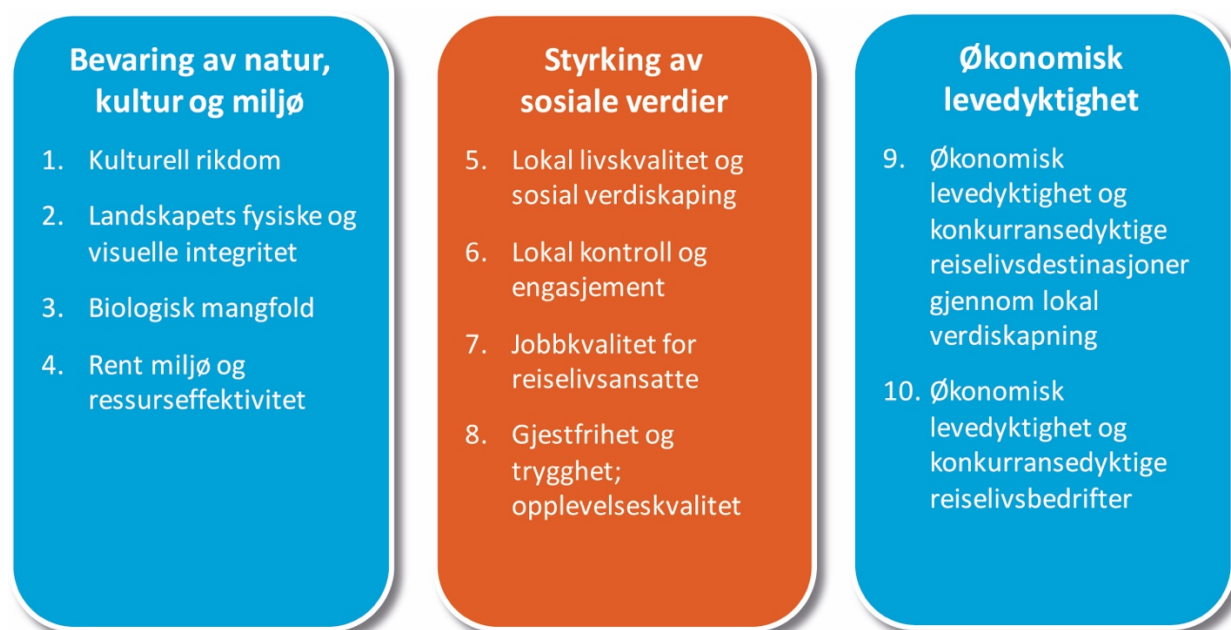 Bevaring av natur,
kultur og miljø
1. Kulturell rikdom
2. Landskapets fysiske og
visuelle integritet
3. Biologisk mangfold
4. Rent miljø og
ressurseffektivitet
Styrking av
sosiale verdier
5. Lokal livskvalitet og
sosial verdiskaping
6. Lokal kontroll og
engasjement
7. Jobbkvalitet for
reiselivsansatte
8. Gjestfrihet og
trygghet;
opplevelseskvalitet
Økonomisk
levedyktighet
9. Økonomisk
levedyktighet og
konkurransedyktige
reiselivsdestinasjoner
gjennom lokal
verdiskapning
10. Økonomisk
levedyktighet og
konkurransedyktige
reiselivsbedrifter